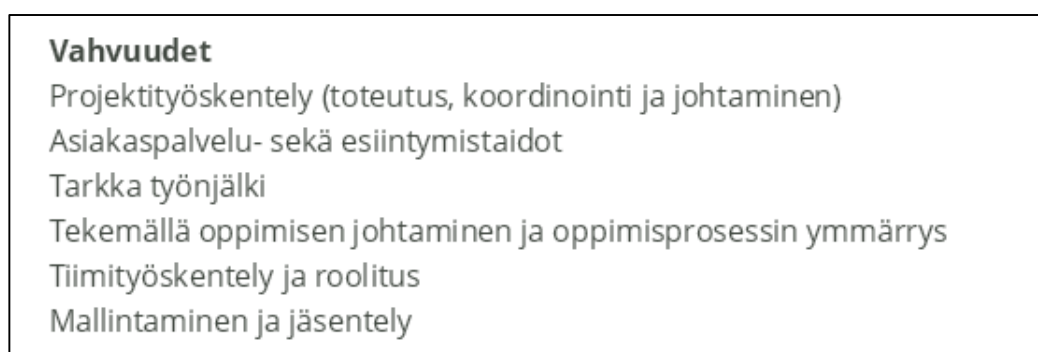 Vahvuudet
Projektityöskentely (toteutus, koordinointi ja johtaminen)
Asiakaspalvelu- sekä esiintymistaidot
Tarkka työnjälki
Tekemällä oppimisen johtaminen ja oppimisprosessin ymmärrys
Tiimityöskentely ja roolitus
Mallintaminen ja jäsentely